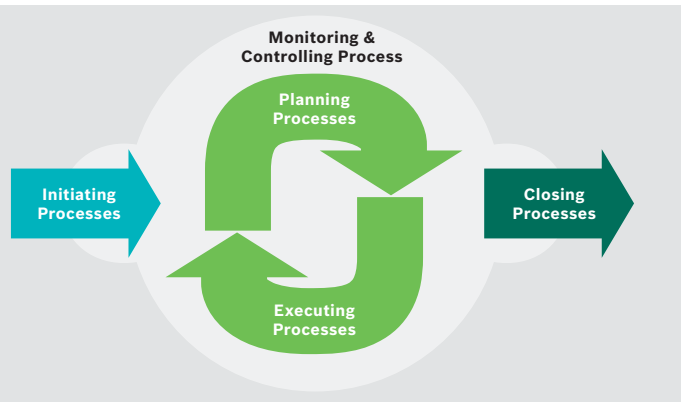 Monitoring &
Controlling Process
Planning
Processes
Initiating
Processes
Closing
Processes
Executing
Processes